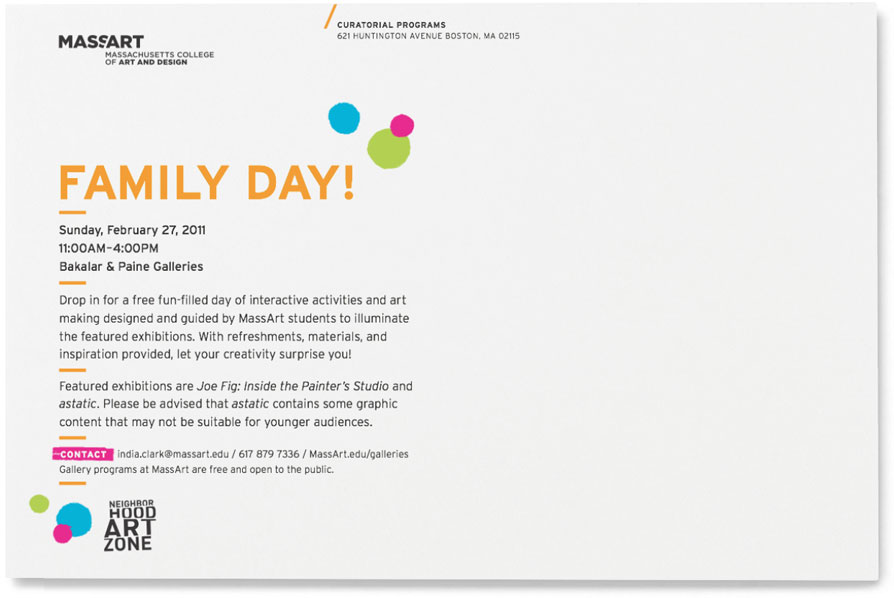 MASSART
MASSACHUSETTS COLLEGE
OF ART AND DESIGN
CURATORIAL PROGRAMS
621 HUNTINGTON AVENUE BOSTON, MA 02115
FAMILY DAY!
Sunday, February 27, 2011
11:00AM–4:00PM
Bakalar & Paine Galleries
Drop in for a free fun-filled day of interactive activities and art
making designed and guided by MassArt students to illuminate
the featured exhibitions. With refreshments, materials, and
inspiration provided, let your creativity surprise you!
Featured exhibitions are Joe Fig: Inside the Painter's Studio and
astatic. Please be advised that astatic contains some graphic
content that may not be suitable for younger audiences.
CONTACT india.clark@massart.edu / 617 879 7336 / MassArt.edu/galleries
Gallery programs at MassArt are free and open to the public.
NEIGHBOR
HOOD
ART
ZONE